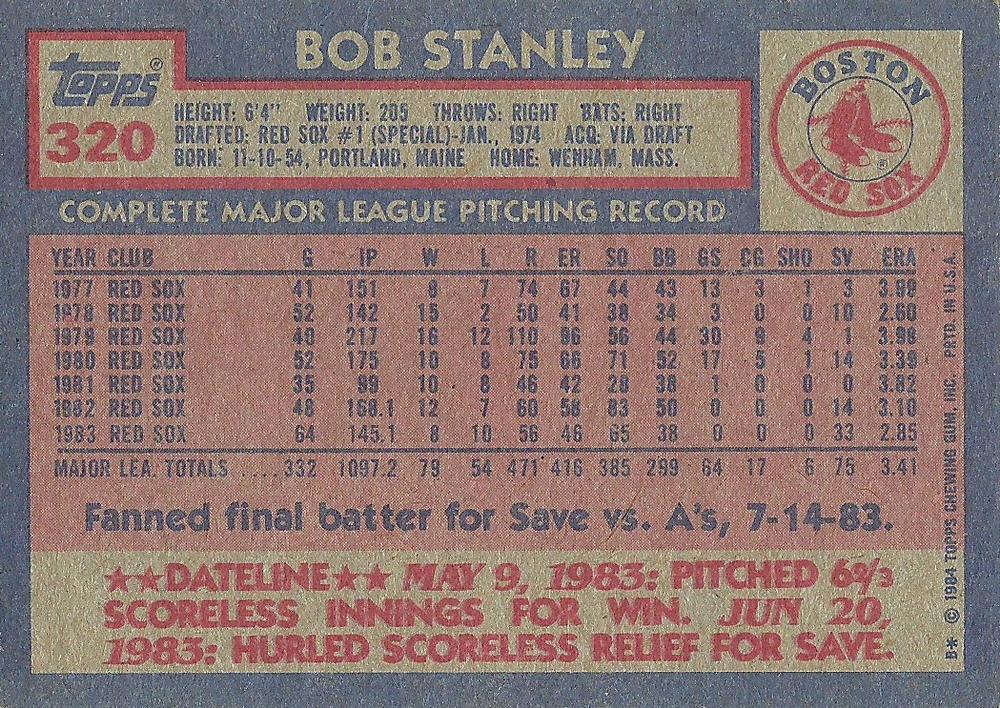 BOB STANLEY
Topps®
320
HEIGHT: 6'4" WEIGHT: 205 THROWS: RIGHT BATS: RIGHT
DRAFTED: RED SOX #1 (SPECIAL)-JAN., 1974 ACQ: VIA DRAFT
BORN: 11-10-54, PORTLAND, MAINE HOME: WENHAM, MASS.
BOSTON
RED SOX
®
COMPLETE MAJOR LEAGUE PITCHING RECORD
YEAR CLUB G IP W L R ER SO BB GS CG SHO SV ERA
1977 RED SOX 41 151 8 7 74 67 44 43 13 3 1 3 3.99
1978 RED SOX 52 142 15 2 50 41 38 34 3 0 0 10 2.60
1979 RED SOX 40 217 16 12 110 96 56 44 30 9 4 1 3.98
1980 RED SOX 52 175 10 8 75 66 71 52 17 5 1 14 3.39
1981 RED SOX 35 99 10 8 46 42 28 38 1 0 0 0 3.82
1982 RED SOX 48 168.1 12 7 60 58 83 50 0 0 0 14 3.10
1983 RED SOX 64 145.1 8 10 56 46 65 38 0 0 0 33 2.85
MAJOR LEA. TOTALS .....332 1097.2 79 54 471 416 385 299 64 17 6 75 3.41
Fanned final batter for Save vs. A's, 7-14-83.
★★DATELINE★★ MAY 9, 1983: PITCHED 6⅔
SCORELESS INNINGS FOR WIN. JUN 20,
1983: HURLED SCORELESS RELIEF FOR SAVE.
B* © 1984 TOPPS CHEWING GUM, INC. PRTD. IN U.S.A.